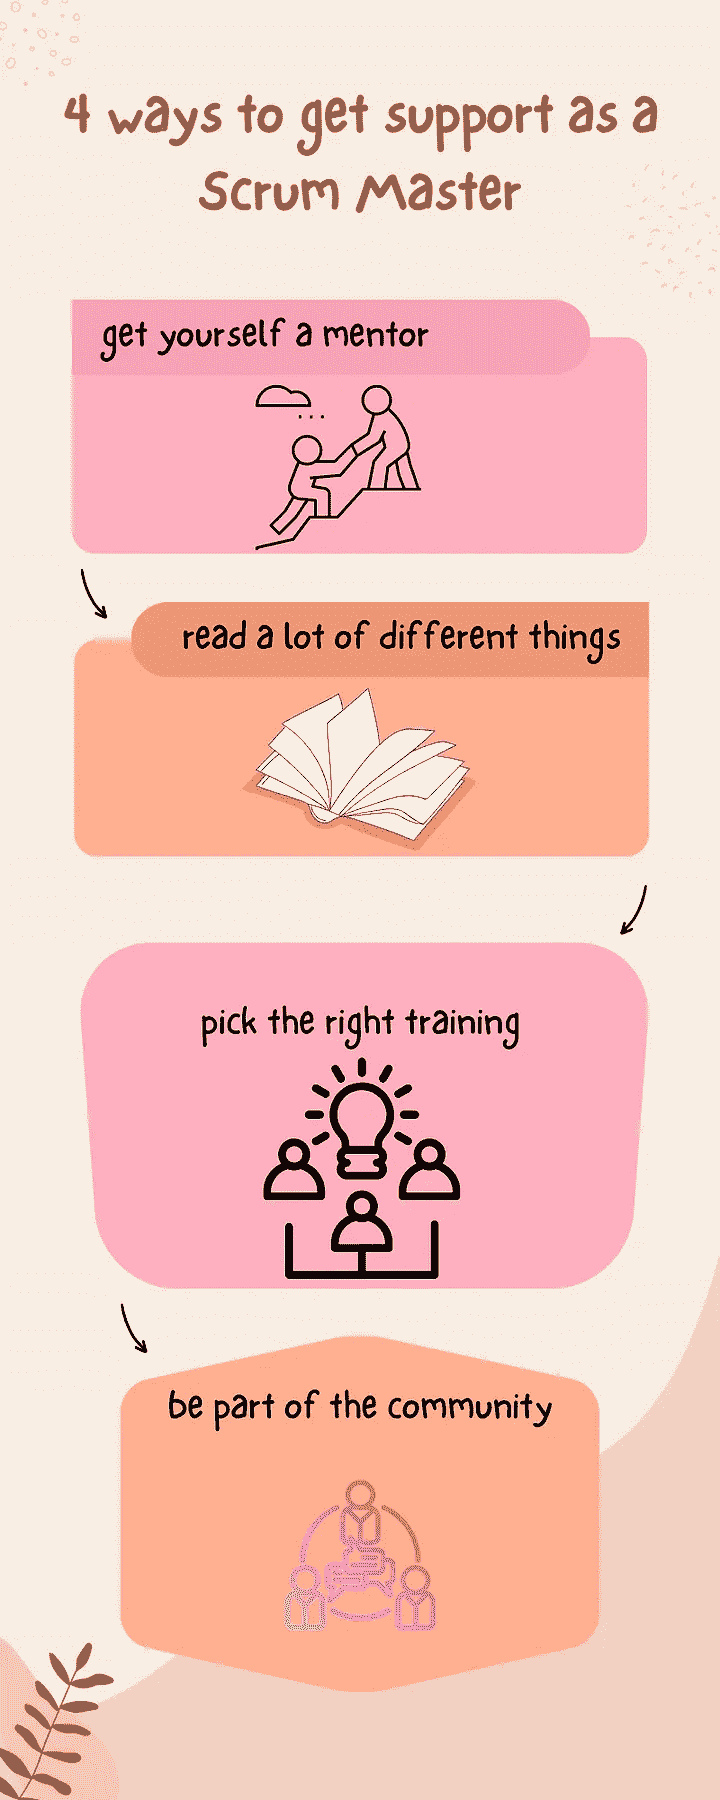 4 ways to get support as a
Scrum Master
get yourself a mentor
read a lot of different things
pick the right training
be part of the community